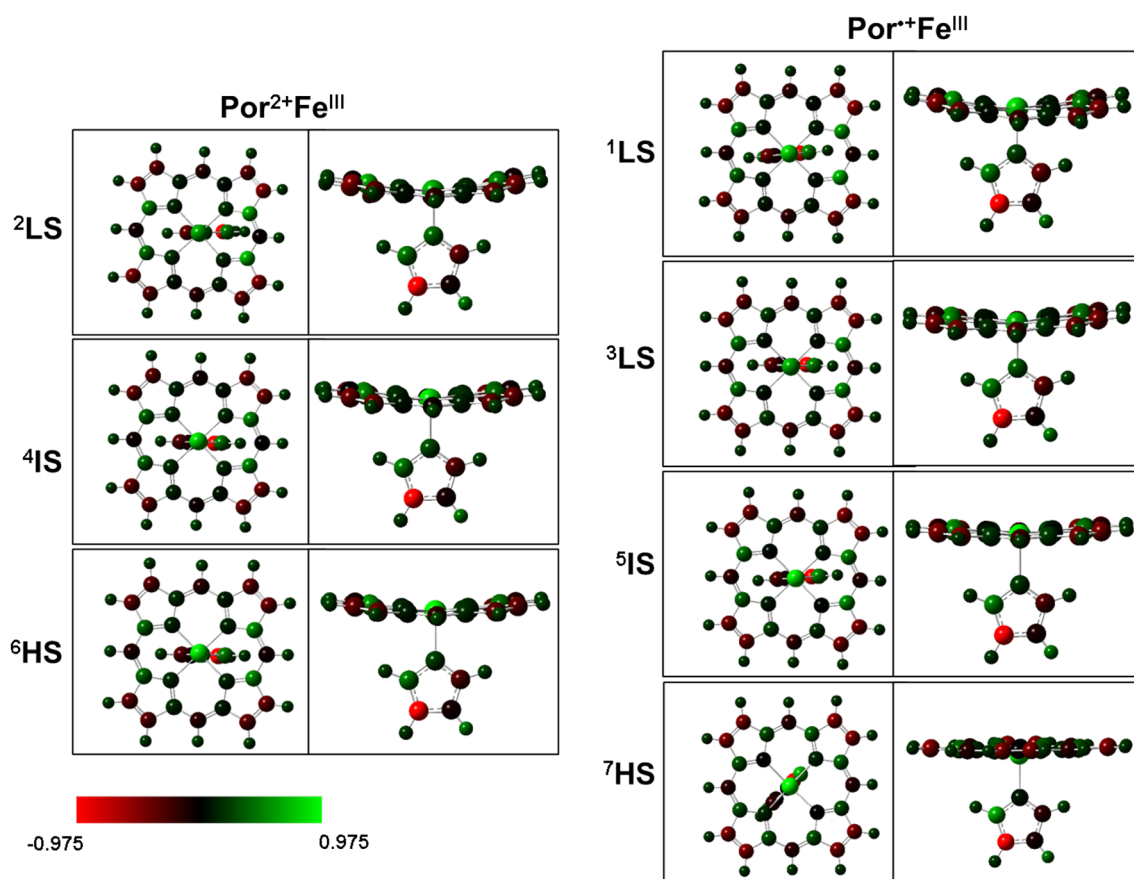 Por²⁺Feᴵᴵᴵ
²LS
⁴IS
⁶HS
-0.975
0.975
Por•⁺Feᴵᴵᴵ
¹LS
³LS
⁵IS
⁷HS